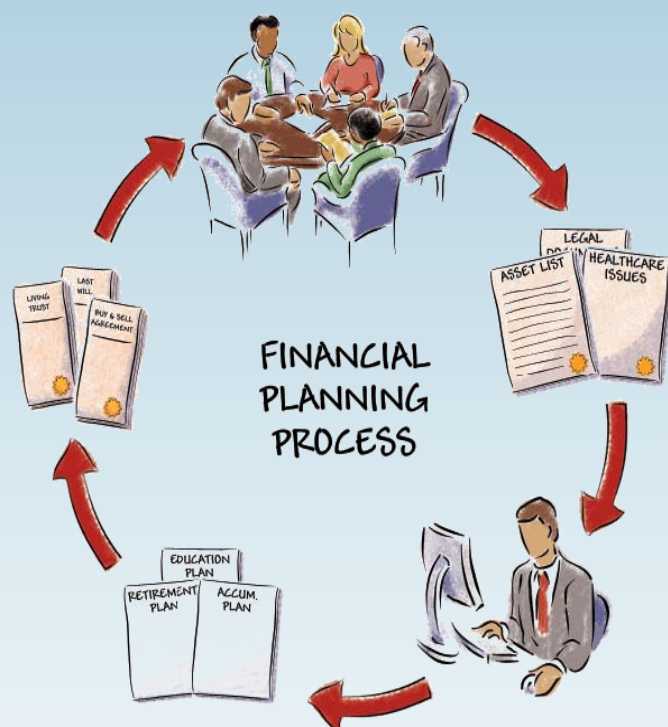 LEGAL
ASSET LIST
HEALTHCARE
ISSUES
LIVING
TRUST
LAST
WILL
BUY & SELL
AGREEMENT
FINANCIAL
PLANNING
PROCESS
EDUCATION
PLAN
RETIREMENT
PLAN
ACCUM.
PLAN